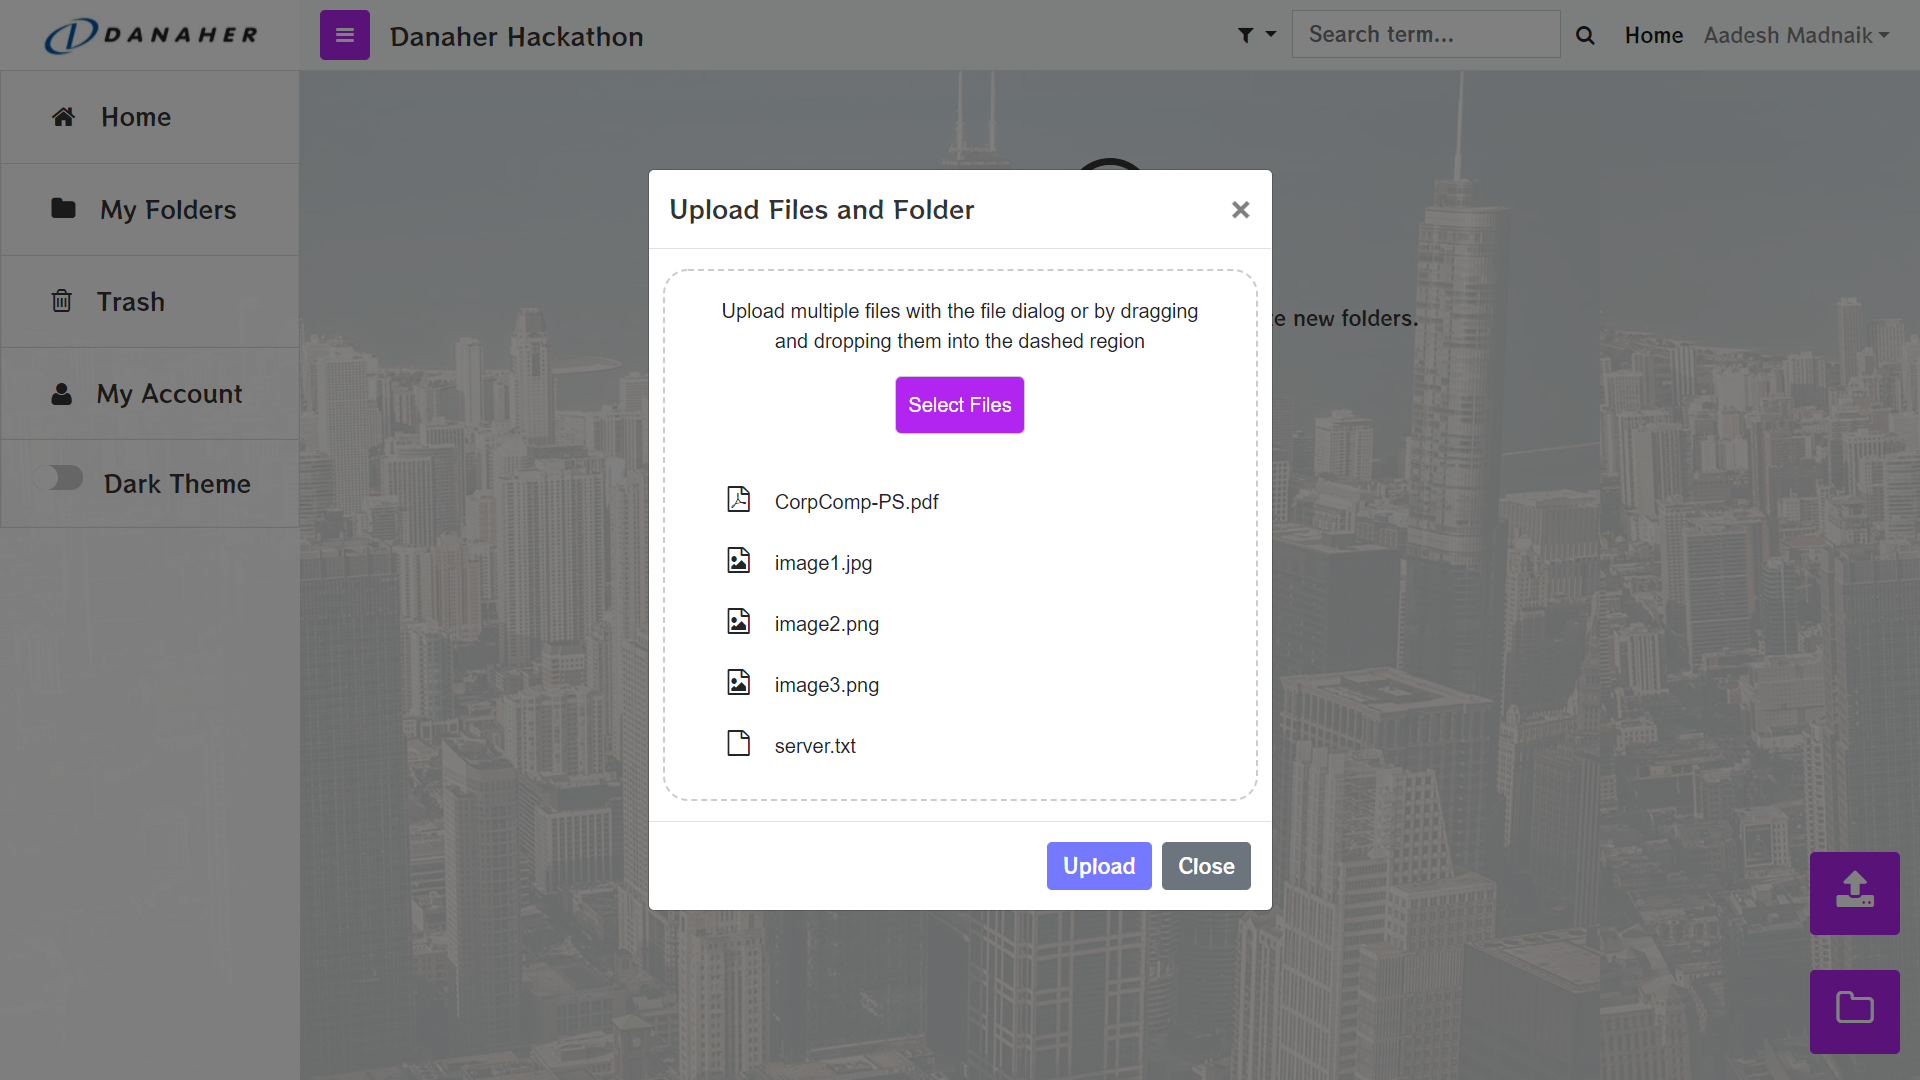 DANAHER
Danaher Hackathon
Search term...
Home
Aadesh Madnaik
Home
My Folders
Trash
My Account
Dark Theme
Upload Files and Folder
×
Upload multiple files with the file dialog or by dragging
and dropping them into the dashed region
new folders.
Select Files
CorpComp-PS.pdf
image1.jpg
image2.png
image3.png
server.txt
Upload
Close